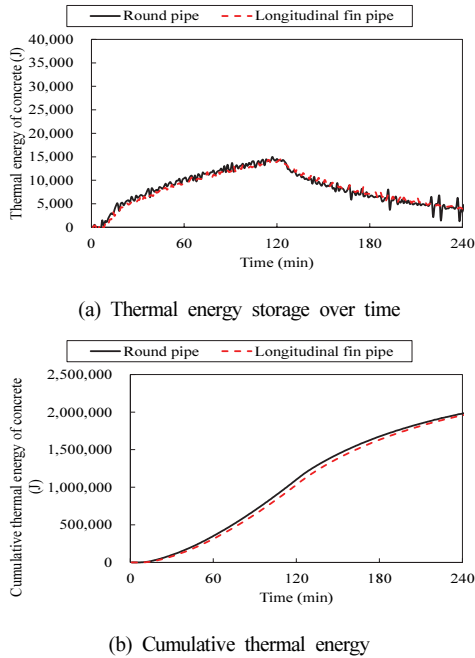 Round pipe Longitudinal fin pipe
40,000
35,000
30,000
25,000
20,000
15,000
10,000
5,000
0
Thermal energy of concrete (J)
0 60 120 180 240
Time (min)
(a) Thermal energy storage over time
Round pipe Longitudinal fin pipe
2,500,000
2,000,000
1,500,000
1,000,000
500,000
0
Cumulative thermal energy of concrete
(J)
0 60 120 180 240
Time (min)
(b) Cumulative thermal energy